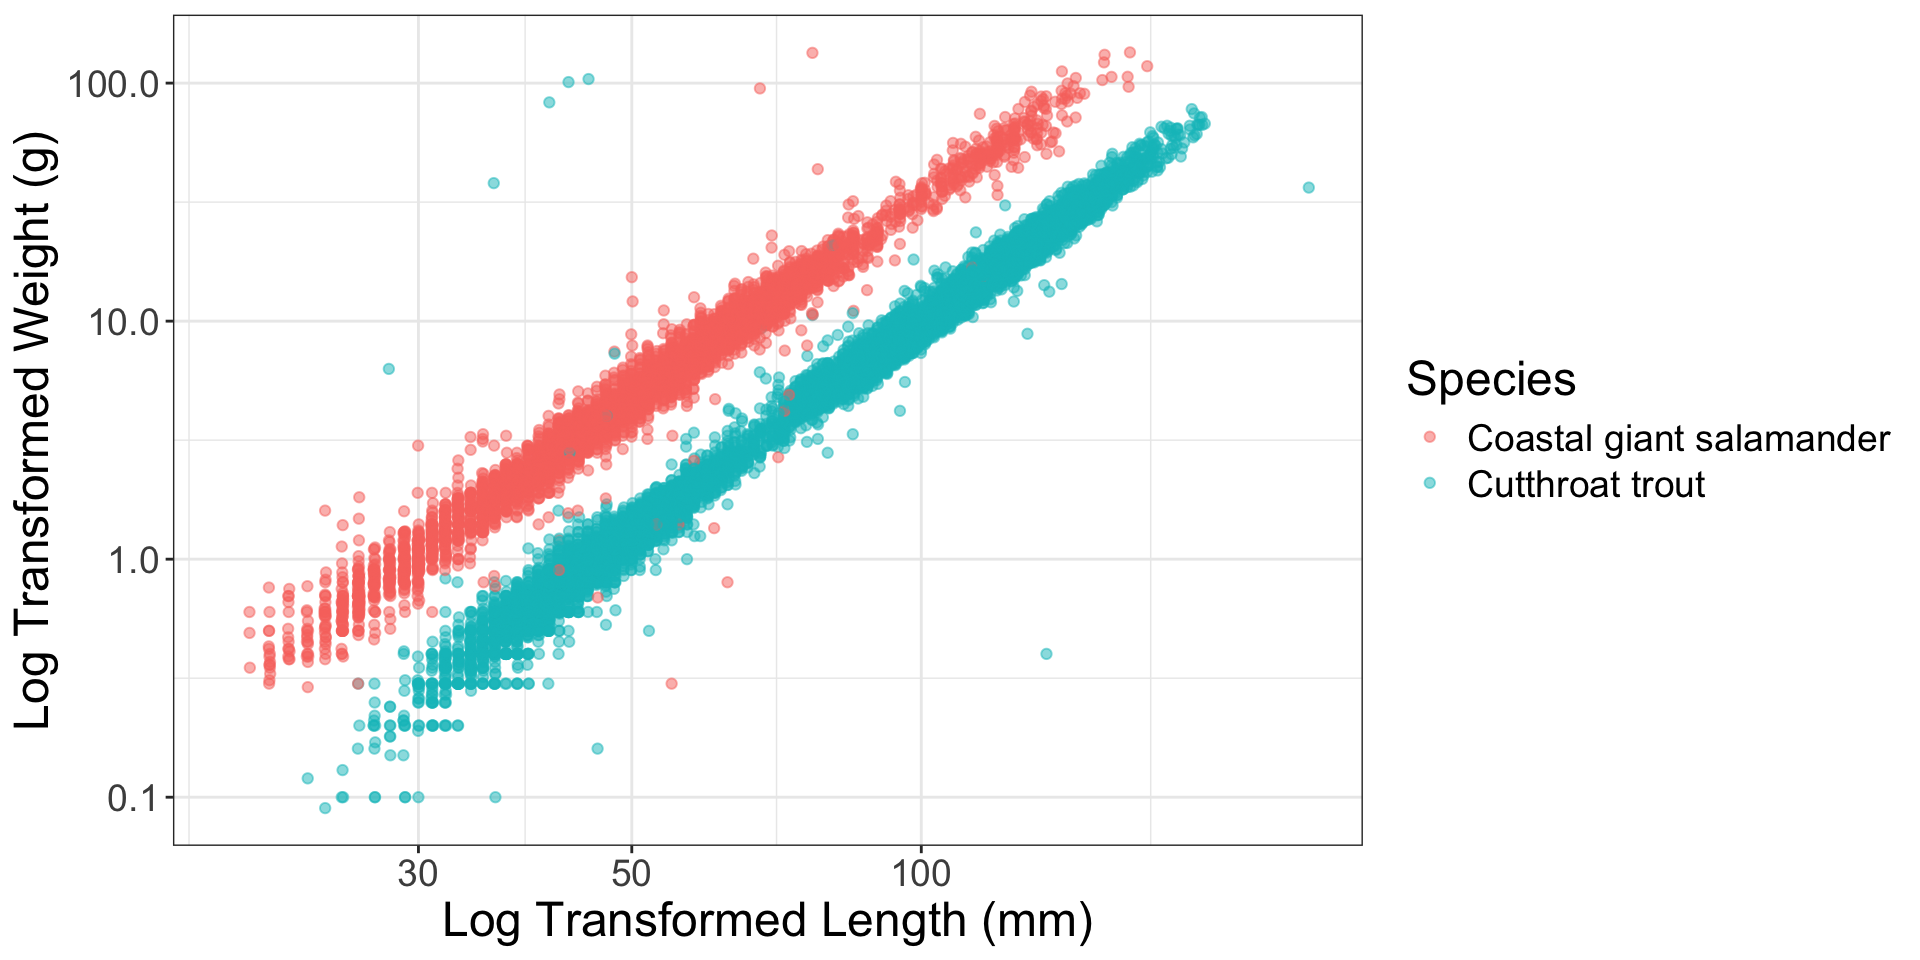 Log Transformed Weight (g)
100.0
10.0
1.0
0.1
30 50 100
Log Transformed Length (mm)
Species
Coastal giant salamander
Cutthroat trout